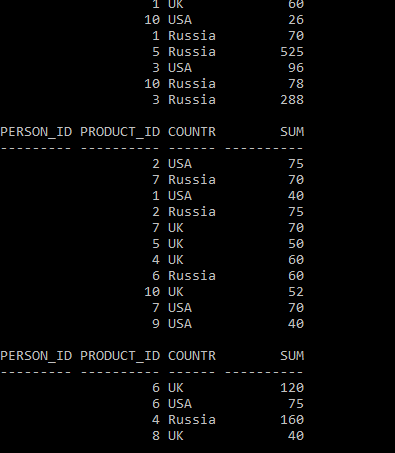 1 UK 60
10 USA 26
1 Russia 70
5 Russia 525
3 USA 96
10 Russia 78
3 Russia 288
PERSON_ID PRODUCT_ID COUNTR SUM
--------- ---------- ------ ----------
2 USA 75
7 Russia 70
1 USA 40
2 Russia 75
7 UK 70
5 UK 50
4 UK 60
6 Russia 60
10 UK 52
7 USA 70
9 USA 40
PERSON_ID PRODUCT_ID COUNTR SUM
--------- ---------- ------ ----------
6 UK 120
6 USA 75
4 Russia 160
8 UK 40